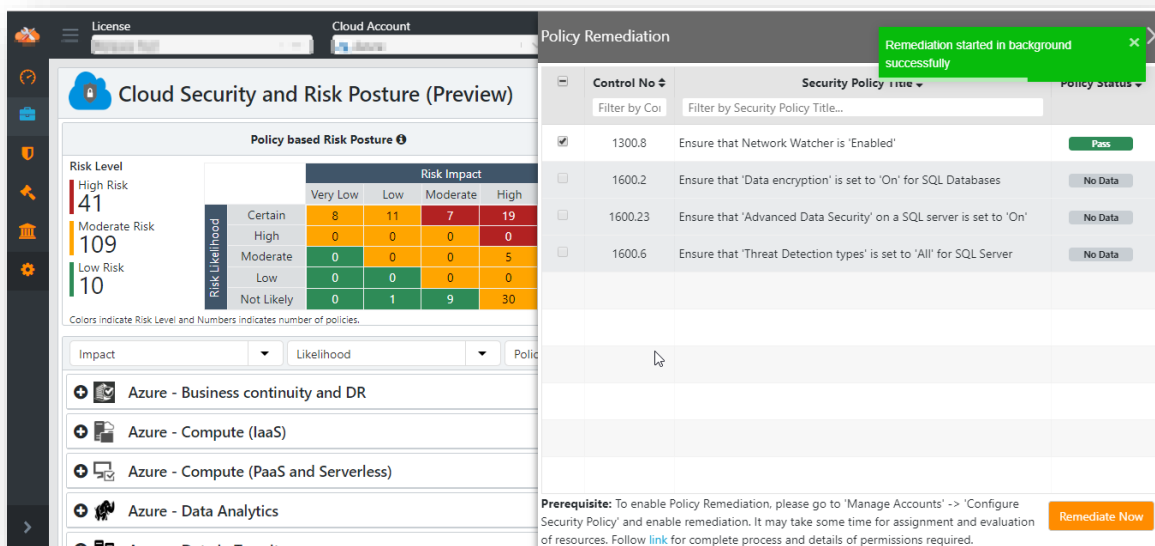 License
Cloud Account
Cloud Security and Risk Posture (Preview)
Policy based Risk Posture
Risk Level
High Risk
41
Moderate Risk
109
Low Risk
10
Risk Impact
Very Low Low Moderate High
Risk Likelihood
Certain 8 11 7 19
High 0 0 0 0
Moderate 0 0 0 5
Low 0 0 0 0
Not Likely 0 1 9 30
Colors indicate Risk Level and Numbers indicates number of policies.
Impact
Likelihood
Azure - Business continuity and DR
Azure - Compute (IaaS)
Azure - Compute (PaaS and Serverless)
Azure - Data Analytics
Policy Remediation
Remediation started in background
successfully
Control No Security Policy Title Policy Status
Filter by Security Policy Title...
1300.8 Ensure that Network Watcher is 'Enabled' Pass
1600.2 Ensure that 'Data encryption' is set to 'On' for SQL Databases No Data
1600.23 Ensure that 'Advanced Data Security' on a SQL server is set to 'On' No Data
1600.6 Ensure that 'Threat Detection types' is set to 'All' for SQL Server No Data
Prerequisite: To enable Policy Remediation, please go to 'Manage Accounts' -> 'Configure
Security Policy' and enable remediation. It may take some time for assignment and evaluation
of resources. Follow link for complete process and details of permissions required.
Remediate Now